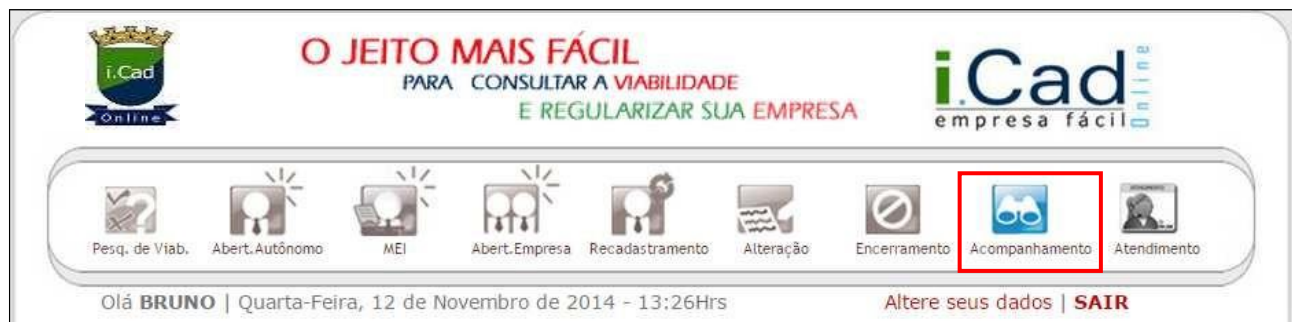 i.Cad
Online
O JEITO MAIS FÁCIL
PARA CONSULTAR A VIABILIDADE
E REGULARIZAR SUA EMPRESA
i.Cad
Online
empresa fácil
Pesq. de Viab.
Abert.Autônomo
MEI
Abert.Empresa
Recadastramento
Alteração
Encerramento
Acompanhamento
Atendimento
Olá BRUNO | Quarta-Feira, 12 de Novembro de 2014 - 13:26Hrs
Altere seus dados | SAIR